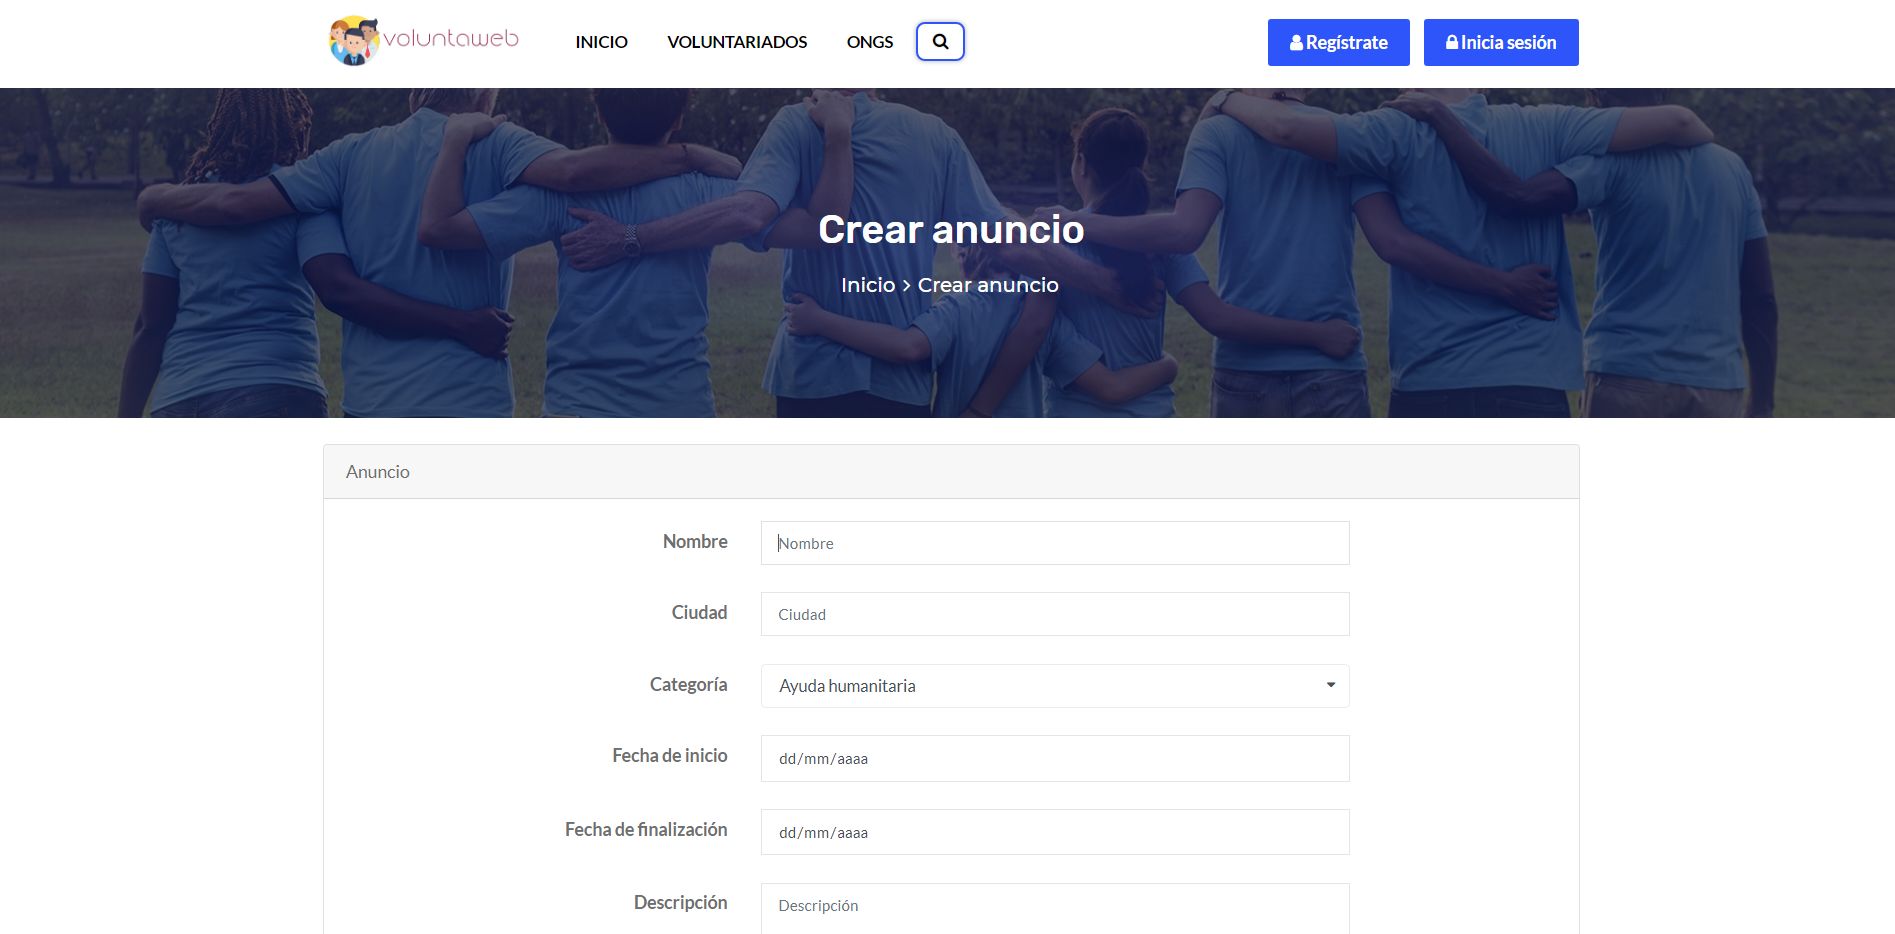 voluntaweb
INICIO VOLUNTARIADOS ONGS
Regístrate Inicia sesión
Crear anuncio
Inicio > Crear anuncio
Anuncio
Nombre Nombre
Ciudad Ciudad
Categoría Ayuda humanitaria
Fecha de inicio dd/mm/aaaa
Fecha de finalización dd/mm/aaaa
Descripción Descripción